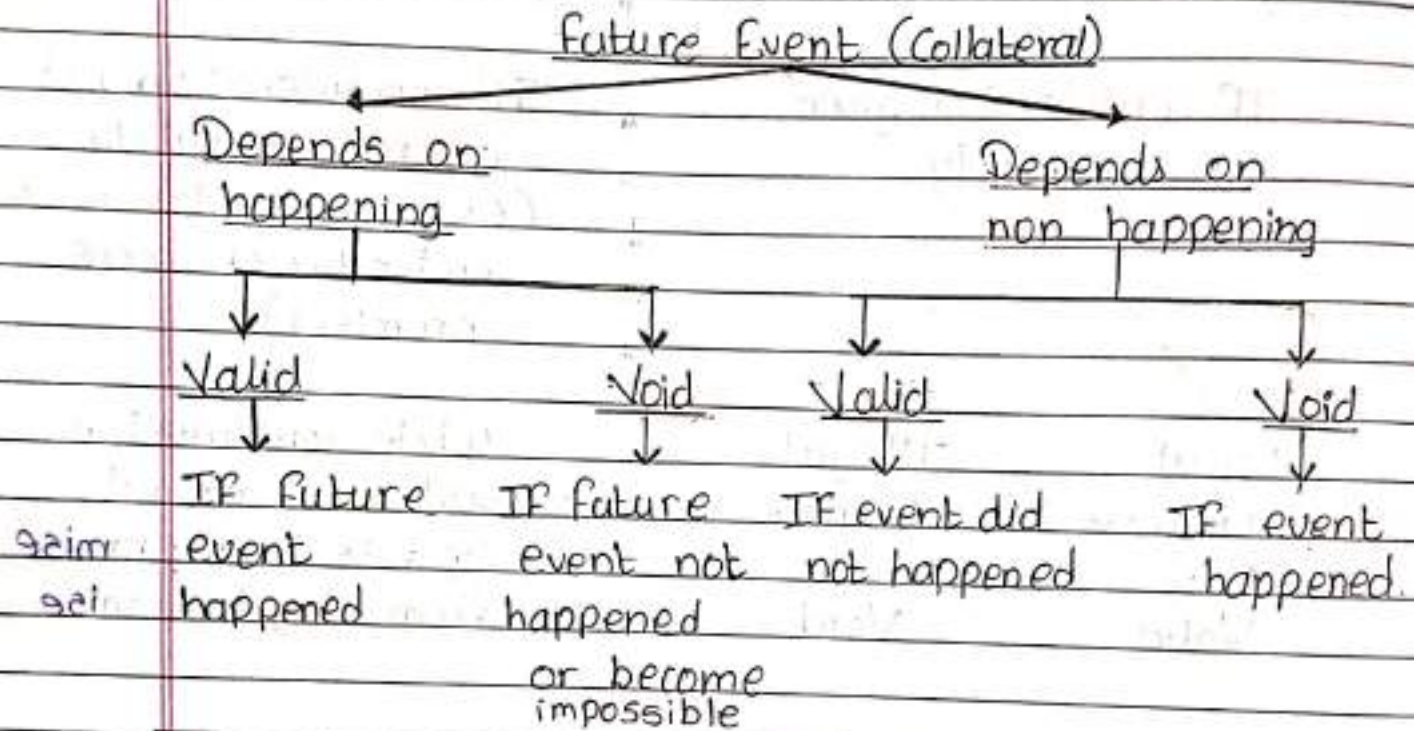 Future Event (Collateral)
Depends on happening
Depends on non happening
Valid
Void
Valid
Void
IF future event happened
IF future event not happened or become impossible
IF event did not happened
IF event happened.